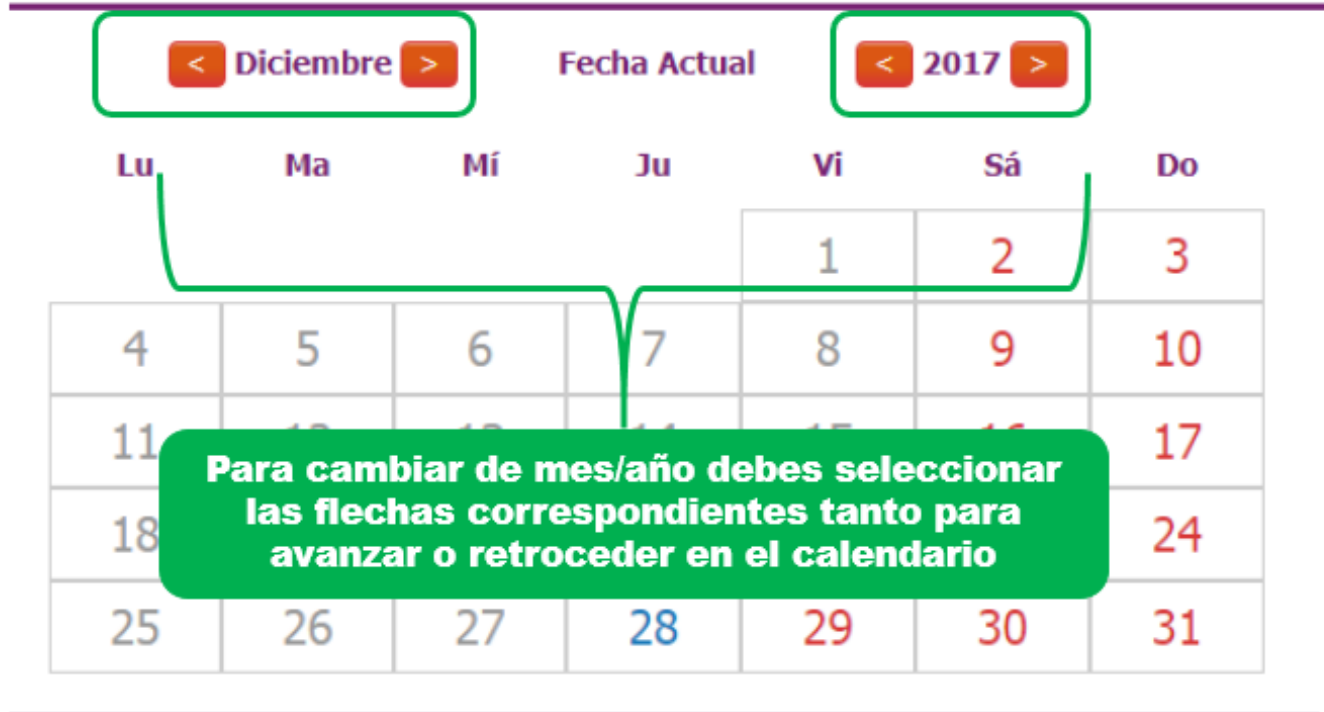 < Diciembre > Fecha Actual < 2017 >
Lu Ma Mí Ju Vi Sá Do
1 2 3
4 5 6 7 8 9 10
11 17
Para cambiar de mes/año debes seleccionar
las flechas correspondientes tanto para
avanzar o retroceder en el calendario
18 24
25 26 27 28 29 30 31